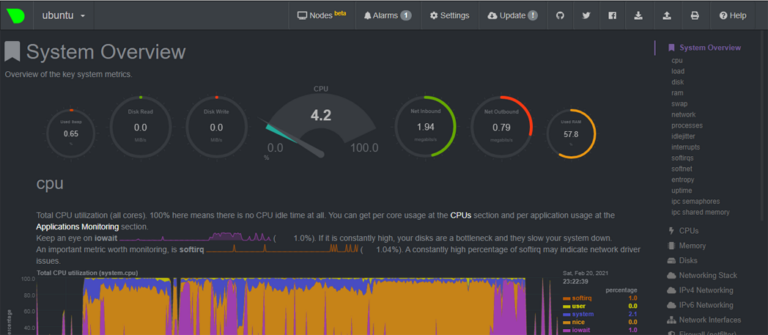 ubuntu
Nodes beta
Alarms 1
Settings
Update !
Help
System Overview
Overview of the key system metrics.
Used Swap
0.65
%
Disk Read
0.0
Disk Write
0.0
CPU
4.2
0.0
100.0
%
Net Inbound
1.94
megabits/s
Net Outbound
0.79
megabits/s
Used RAM
57.8
%
cpu
Total CPU utilization (all cores). 100% here means there is no CPU idle time at all. You can get per core usage at the CPUs section and per application usage at the
Applications Monitoring section.
Keep an eye on iowait ( 1.0%). If it is constantly high, your disks are a bottleneck and they slow your system down.
An important metric worth monitoring, is softirq ( 1.04%). A constantly high percentage of softirq may indicate network driver
issues.
Total CPU utilization (system.cpu)
100.0
80.0
60.0
40.0
percentage
Sat, Feb 20, 2021
23:22:39
percentage
softirq 1.0
user 0.0
system 2.1
nice 0.0
iowait 1.0
System Overview
cpu
load
disk
ram
swap
network
processes
idlejitter
interrupts
softirqs
softnet
entropy
uptime
ipc semaphores
ipc shared memory
CPUs
Memory
Disks
Networking Stack
IPv4 Networking
IPv6 Networking
Network Interfaces